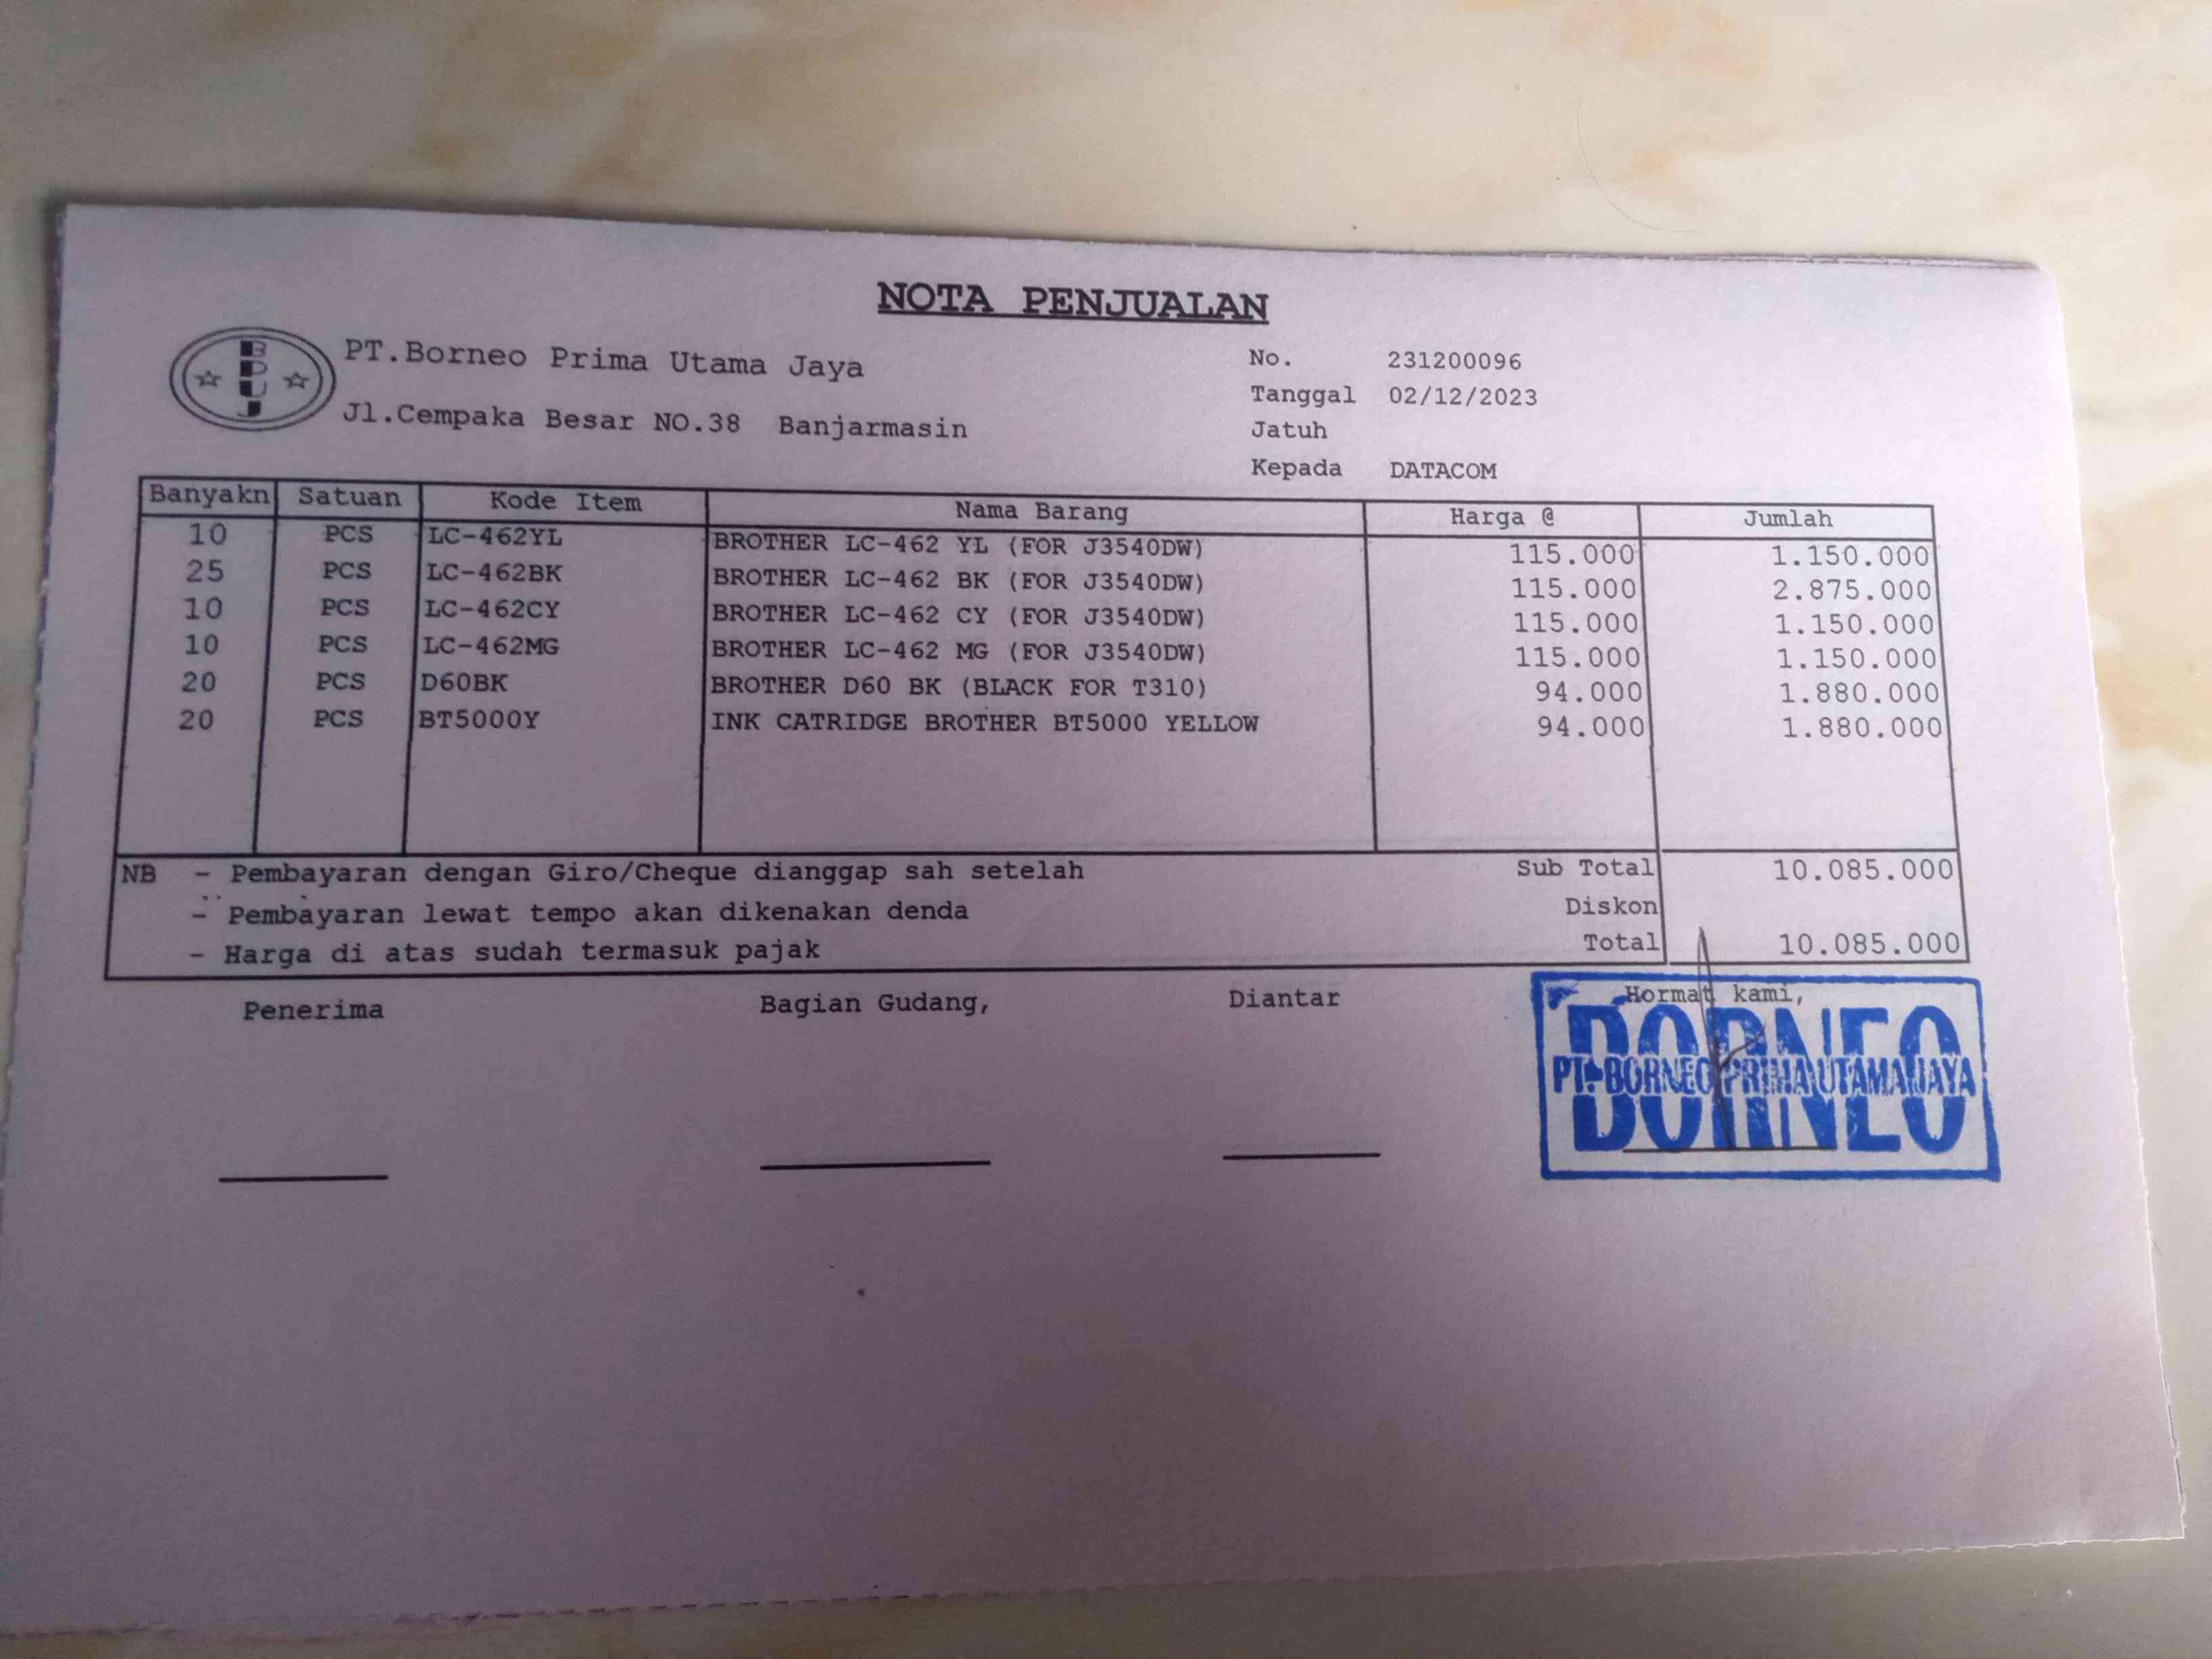 NOTA PENJUALAN
BPUJ
PT.Borneo Prima Utama Jaya
Jl.Cempaka Besar NO.38 Banjarmasin
No. 231200096
Tanggal 02/12/2023
Jatuh
Kepada DATACOM
Banyakn Satuan Kode Item Nama Barang Harga @ Jumlah
10 PCS LC-462YL BROTHER LC-462 YL (FOR J3540DW) 115.000 1.150.000
25 PCS LC-462BK BROTHER LC-462 BK (FOR J3540DW) 115.000 2.875.000
10 PCS LC-462CY BROTHER LC-462 CY (FOR J3540DW) 115.000 1.150.000
10 PCS LC-462MG BROTHER LC-462 MG (FOR J3540DW) 115.000 1.150.000
20 PCS D60BK BROTHER D60 BK (BLACK FOR T310) 94.000 1.880.000
20 PCS BT5000Y INK CATRIDGE BROTHER BT5000 YELLOW 94.000 1.880.000
NB - Pembayaran dengan Giro/Cheque dianggap sah setelah Sub Total 10.085.000
- Pembayaran lewat tempo akan dikenakan denda Diskon
- Harga di atas sudah termasuk pajak Total 10.085.000
Penerima Bagian Gudang, Diantar Hormat kami,
BORNEO
PT. BORNEO PRIMA UTAMA JAYA